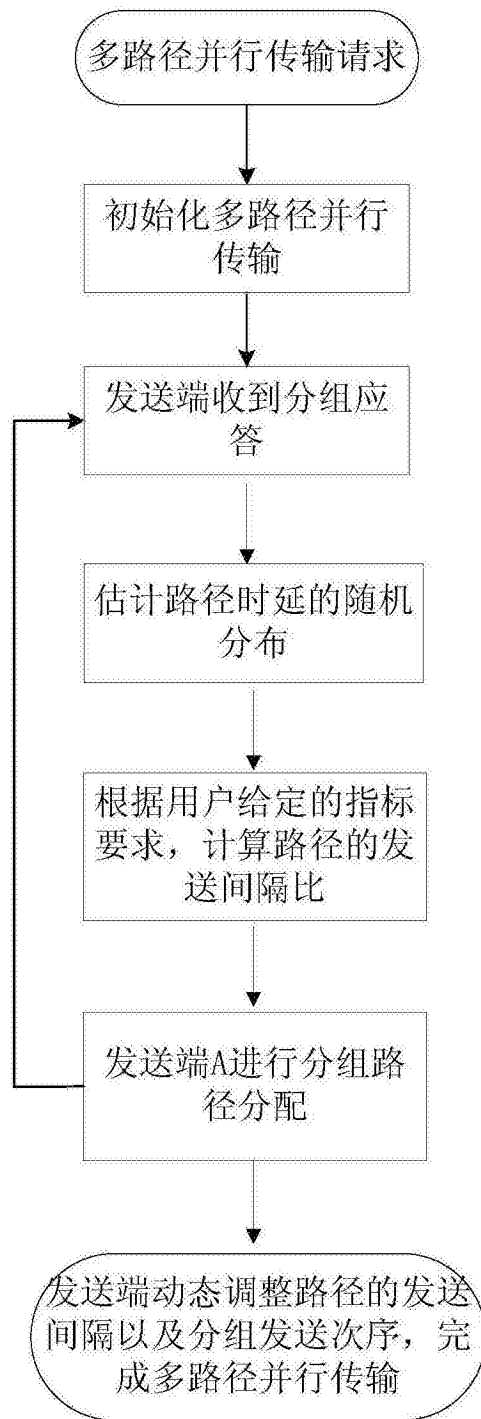 多路径并行传输请求
初始化多路径并行
传输
发送端收到分组应
答
估计路径时延的随机
分布
根据用户给定的指标
要求，计算路径的发
送间隔比
发送端A进行分组路
径分配
发送端动态调整路径的发送
间隔以及分组发送次序，完
成多路径并行传输